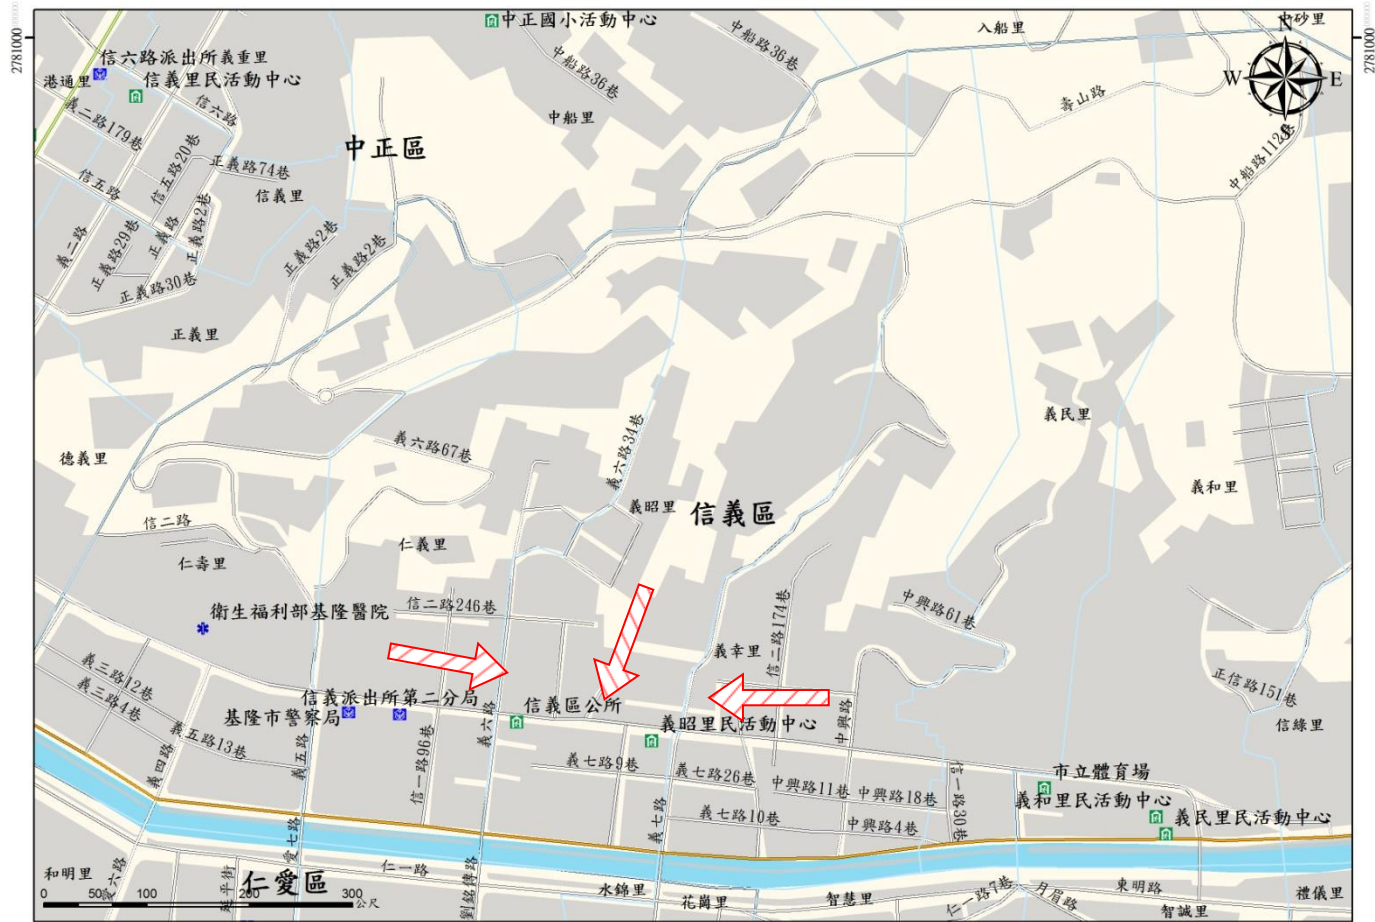 中正國小活動中心
入船里
中砂里
N
2781000
2781000
信六路派出所義重里
港通里
信義里民活動中心
中船路36巷
中船路36巷
W
E
S
壽山路
義二路179巷
信六路
中船里
中正區
信五路20巷
正義路74巷
中船路112巷
信五路
信義里
正義路2巷
正義路
正義路29巷
義二路
正義路2巷
正義路2巷
正義路30巷
正義里
義民里
義六路67巷
義六路34巷
德義里
義和里
義昭里
信義區
信二路
仁義里
仁壽里
衛生福利部基隆醫院
信二路246巷
信二路174巷
中興路61巷
義幸里
義三路12巷
義三路4巷
正信路151巷
信義派出所第二分局
信義區公所
基隆市警察局
義六路
義昭里民活動中心
中興路
信綠里
義五路13巷
義四路
義五路
信一路96巷
義七路9巷
義七路26巷
中興路11巷
中興路18巷
信一路30巷
市立體育場
義和里民活動中心
義民里民活動中心
義七路
義七路10巷
中興路4巷
愛七路
和明里
愛六路
延平街
仁愛區
仁一路
劉銘傳路
水錦里
花崗里
智慧里
仁一路7巷
月眉路
東明路
智誠里
禮儀里
0 50 100 200 300
公尺